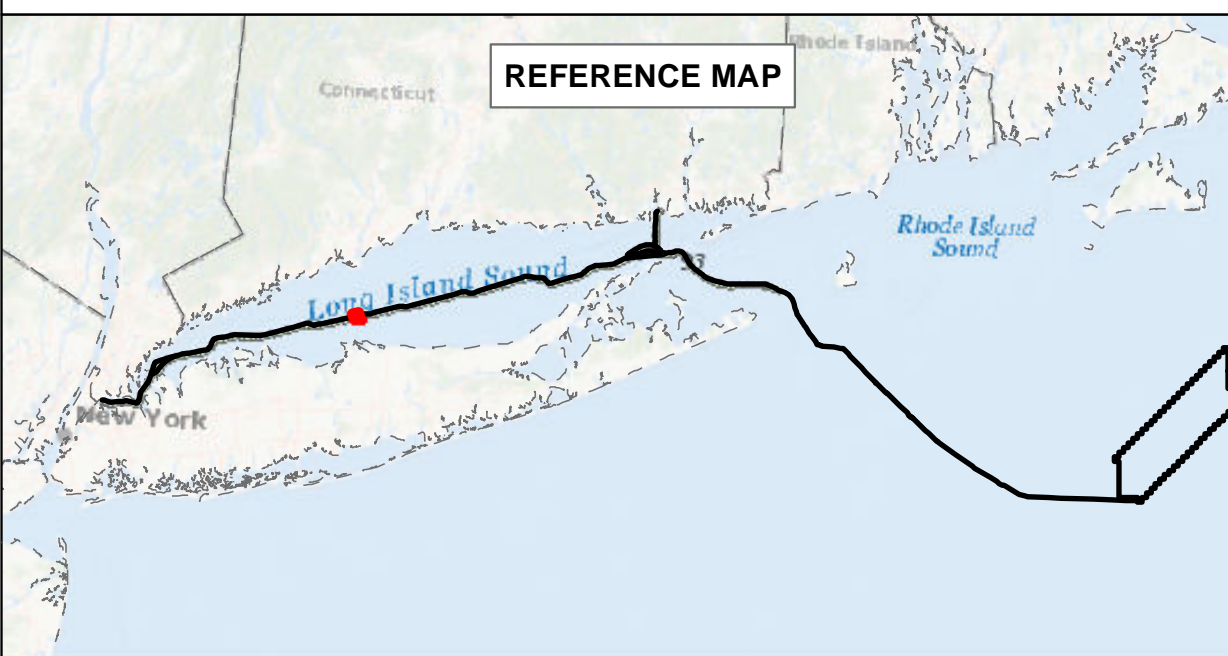 Rhode Island
REFERENCE MAP
Connecticut
Rhode Island
Sound
Long Island Sound
New York